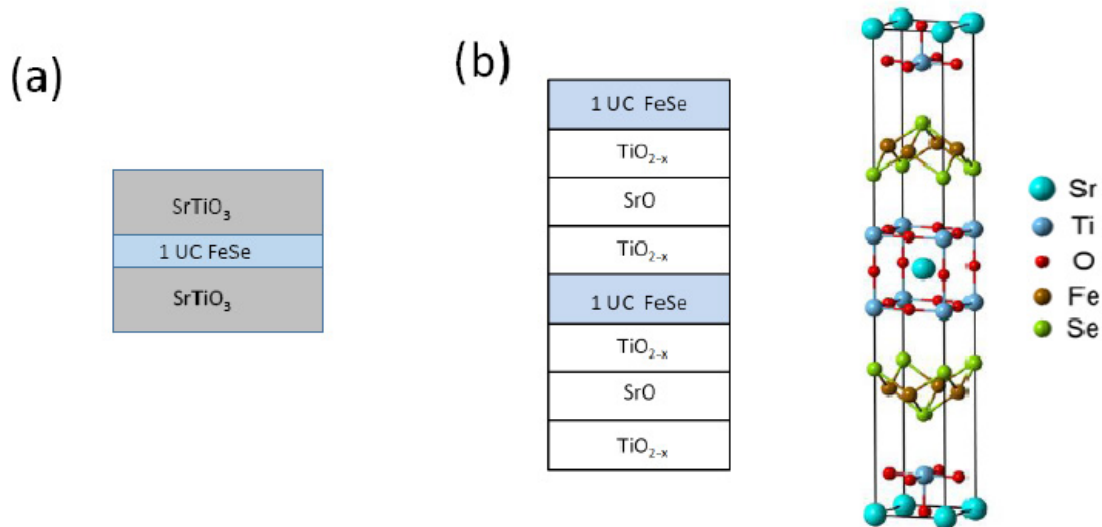 (a)
SrTiO3
1 UC FeSe
SrTiO3
(b)
1 UC FeSe
TiO2-x
SrO
TiO2-x
1 UC FeSe
TiO2-x
SrO
TiO2-x
Sr
Ti
O
Fe
Se